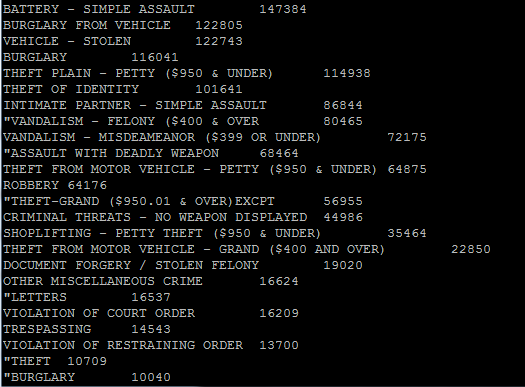 BATTERY - SIMPLE ASSAULT 147384
BURGLARY FROM VEHICLE 122805
VEHICLE - STOLEN 122743
BURGLARY 116041
THEFT PLAIN - PETTY ($950 & UNDER) 114938
THEFT OF IDENTITY 101641
INTIMATE PARTNER - SIMPLE ASSAULT 86844
"VANDALISM - FELONY ($400 & OVER 80465
VANDALISM - MISDEAMEANOR ($399 OR UNDER) 72175
"ASSAULT WITH DEADLY WEAPON 68464
THEFT FROM MOTOR VEHICLE - PETTY ($950 & UNDER) 64875
ROBBERY 64176
"THEFT-GRAND ($950.01 & OVER)EXCPT 56955
CRIMINAL THREATS - NO WEAPON DISPLAYED 44986
SHOPLIFTING - PETTY THEFT ($950 & UNDER) 35464
THEFT FROM MOTOR VEHICLE - GRAND ($400 AND OVER) 22850
DOCUMENT FORGERY / STOLEN FELONY 19020
OTHER MISCELLANEOUS CRIME 16624
"LETTERS 16537
VIOLATION OF COURT ORDER 16209
TRESPASSING 14543
VIOLATION OF RESTRAINING ORDER 13700
"THEFT 10709
"BURGLARY 10040